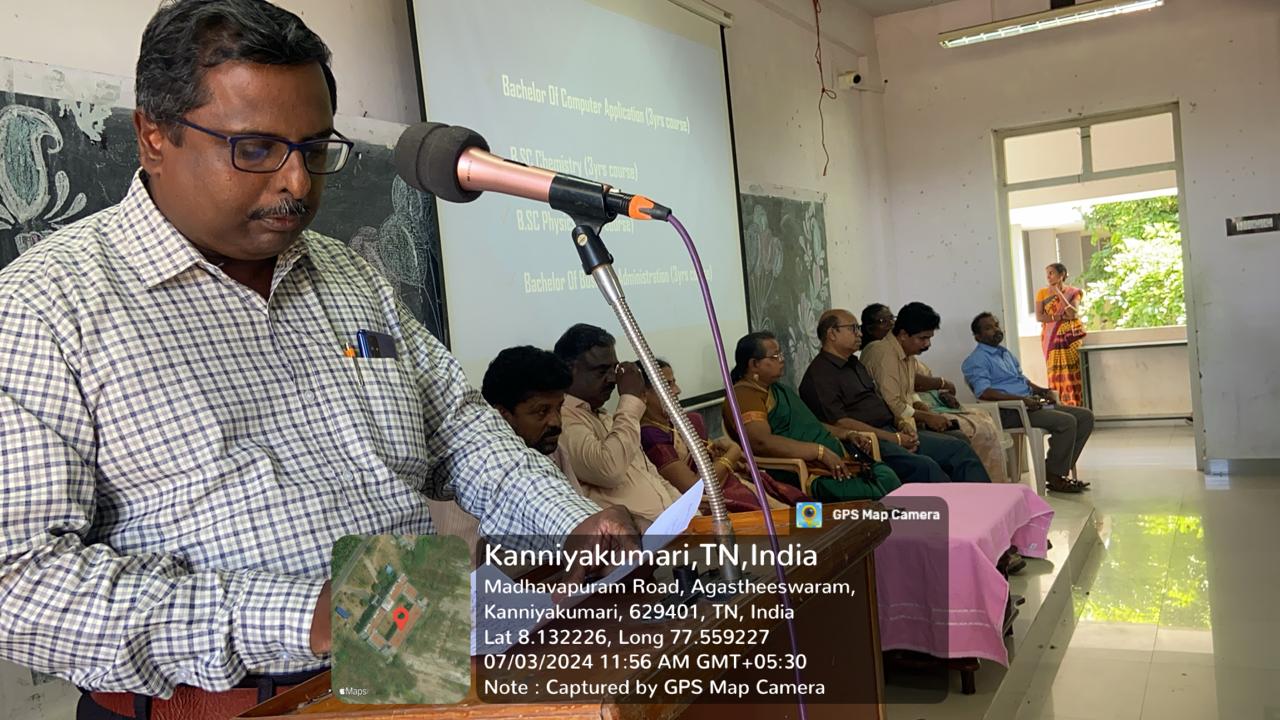 Bachelor Of Computer Application (3yrs course)
B.SC Chemistry (3yrs course)
B.SC course)
Bachelor Of Administration (3yrs
GPS Map Camera
Kanniyakumari,TN,India
Madhavapuram Road, Agastheeswaram,
Kanniyakumari, 629401, TN, India
Lat 8.132226, Long 77.559227
07/03/2024 11:56 AM GMT+05:30
Note : Captured by GPS Map Camera
Maps